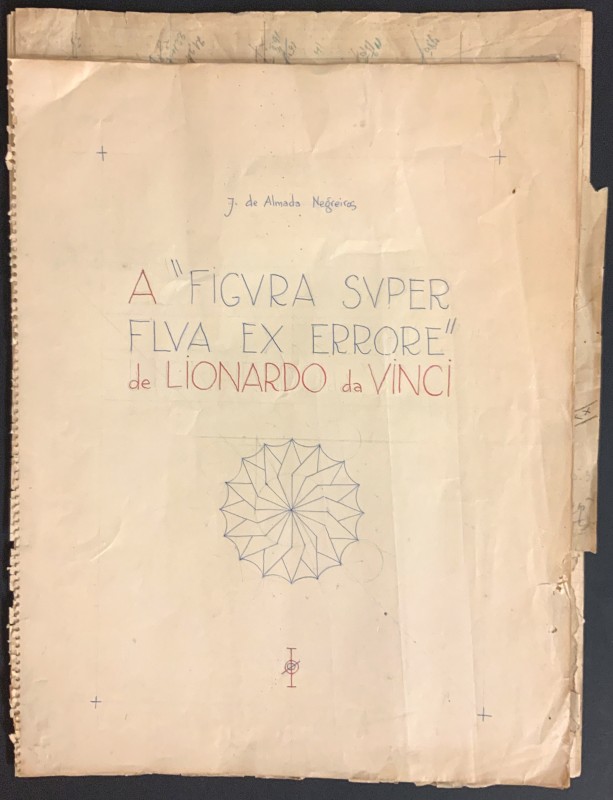 J. de Almada Negreiros
A "FIGVRA SVPER
FLVA EX ERRORE"
de LIONARDO da VINCI